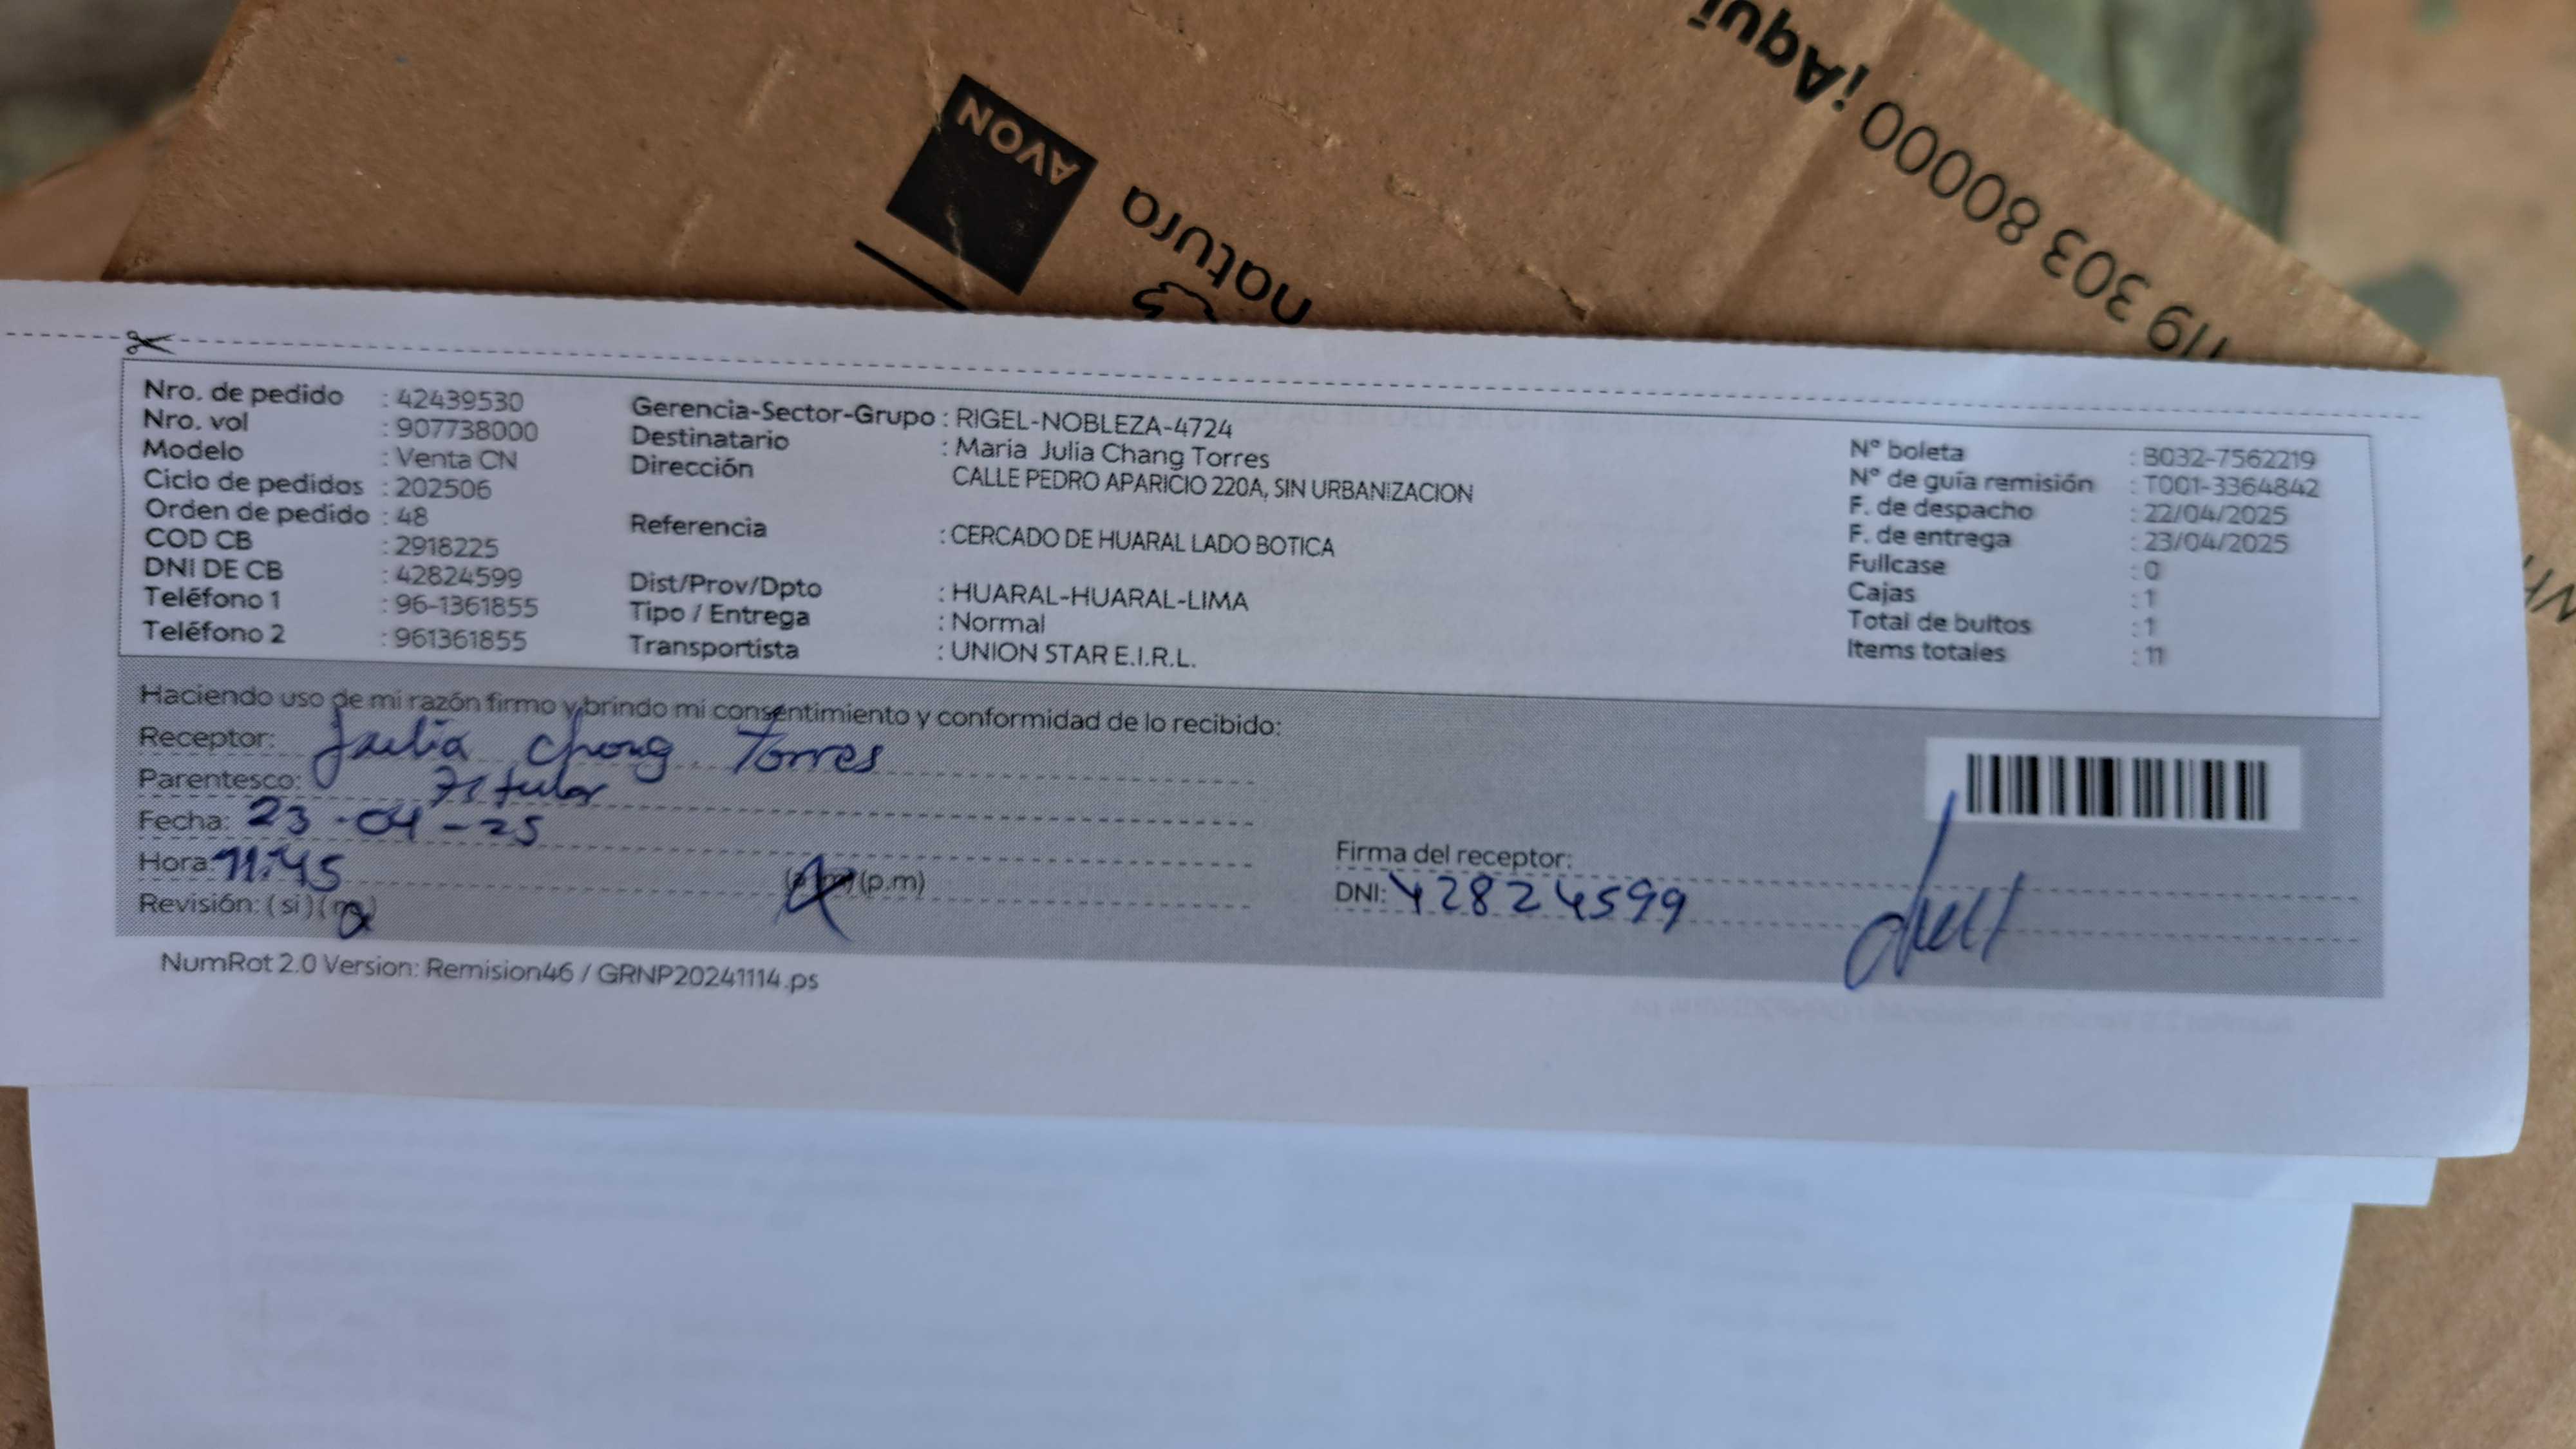 ¡Aquí
719 303 80000
AVON
natura
Nro. de pedido : 42439530
Nro. vol : 907738000
Modelo : Venta CN
Ciclo de pedidos : 202506
Orden de pedido : 48
COD CB : 2918225
DNI DE CB : 42824599
Teléfono 1 : 96-1361855
Teléfono 2 : 961361855
Gerencia-Sector-Grupo : RIGEL-NOBLEZA-4724
Destinatario : Maria Julia Chang Torres
Dirección CALLE PEDRO APARICIO 220A, SIN URBANIZACION
Referencia : CERCADO DE HUARAL LADO BOTICA
Dist/Prov/Dpto : HUARAL-HUARAL-LIMA
Tipo / Entrega : Normal
Transportista : UNION STAR E.I.R.L.
N° boleta : B032-7562219
N° de guía remisión : T001-3364842
F. de despacho : 22/04/2025
F. de entrega : 23/04/2025
Fullcase : 0
Cajas : 1
Total de bultos : 1
Items totales : 11
Haciendo uso de mi razón firmo y brindo mi consentimiento y conformidad de lo recibido:
Receptor: Julia Chang Torres
Parentesco: Titular
Fecha: 23-04-25
Hora: 11:45 (a.m) (p.m)
Revisión: (si) (no)
Firma del receptor:
DNI: 42824599
NumRot 2.0 Version: Remision46 / GRNP20241114.ps